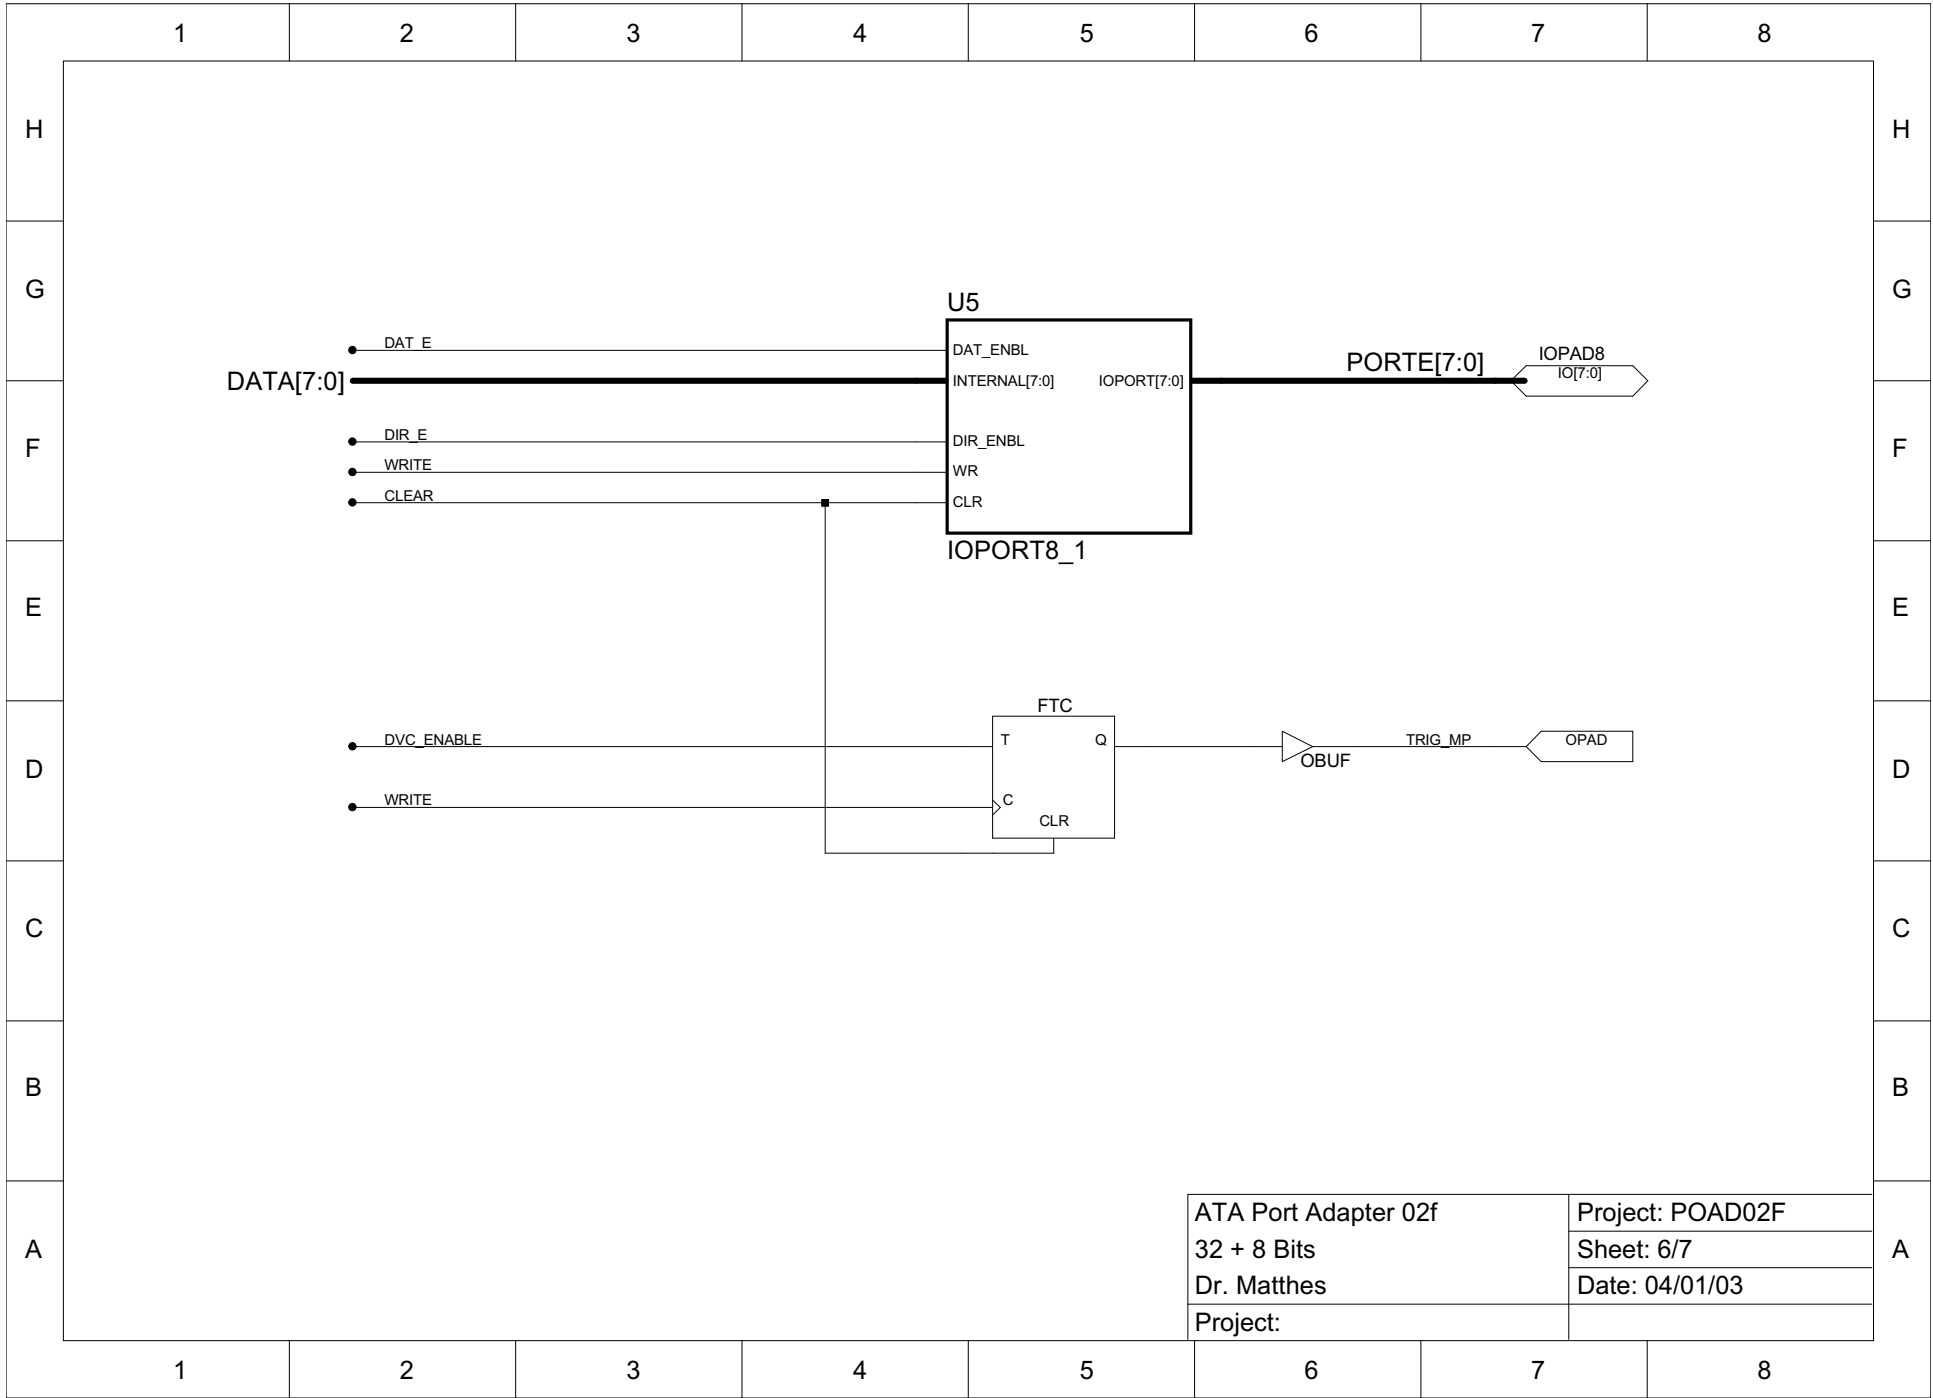 1 2 3 4 5 6 7 8
H H
G G
U5
DAT_E DAT_ENBL
DATA[7:0] INTERNAL[7:0] IOPORT[7:0] PORTE[7:0] IOPAD8
IO[7:0]
F F
DIR_E DIR_ENBL
WRITE WR
CLEAR CLR
IOPORT8_1
E E
FTC
D D
DVC_ENABLE T Q OBUF TRIG_MP OPAD
WRITE C
CLR
C C
B B
A A
ATA Port Adapter 02f Project: POAD02F
32 + 8 Bits Sheet: 6/7
Dr. Matthes Date: 04/01/03
Project:
1 2 3 4 5 6 7 8